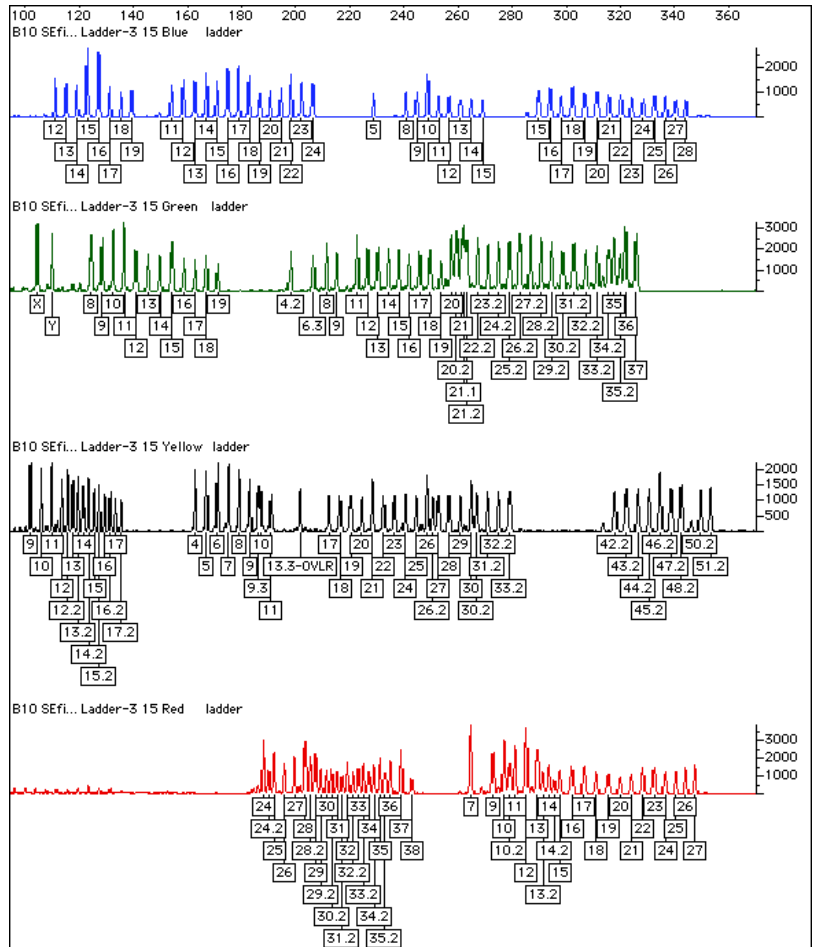 100 120 140 160 180 200 220 240 260 280 300 320 340 360
B10 SEfi... Ladder-3 15 Blue ladder
2000
1000
12 15 18 11 14 17 20 23 5 8 10 13 15 18 21 24 27
13 16 19 12 15 18 21 24 9 11 14 16 19 22 25 28
14 17 13 16 19 22 12 15 17 20 23 26
B10 SEfi... Ladder-3 15 Green ladder
3000
2000
1000
X 8 10 13 16 19 4.2 8 11 14 17 20 23.2 27.2 31.2 35
Y 9 11 14 17 6.3 9 12 15 18 21 24.2 28.2 32.2 36
12 15 18 13 16 19 22.2 26.2 30.2 34.2
20.2 25.2 29.2 33.2 37
21.1 35.2
21.2
B10 SEfi... Ladder-3 15 Yellow ladder
2000
1500
1000
500
9 11 14 17 4 6 8 10 17 20 23 26 29 32.2 42.2 46.2 50.2
10 13 16 5 7 9 13.3-OVLR 19 22 25 28 31.2 43.2 47.2 51.2
12 15 9.3 18 21 24 27 30 33.2 44.2 48.2
12.2 16.2 11 26.2 30.2 45.2
13.2 17.2
14.2
15.2
B10 SEfi... Ladder-3 15 Red ladder
3000
2000
1000
24 27 30 33 36 7 9 11 14 17 20 23 26
24.2 28 31 34 37 10 13 16 19 22 25
25 28.2 32 35 38 10.2 14.2 18 21 24 27
26 29 32.2 12 15
29.2 33.2 13.2
30.2 34.2
31.2 35.2